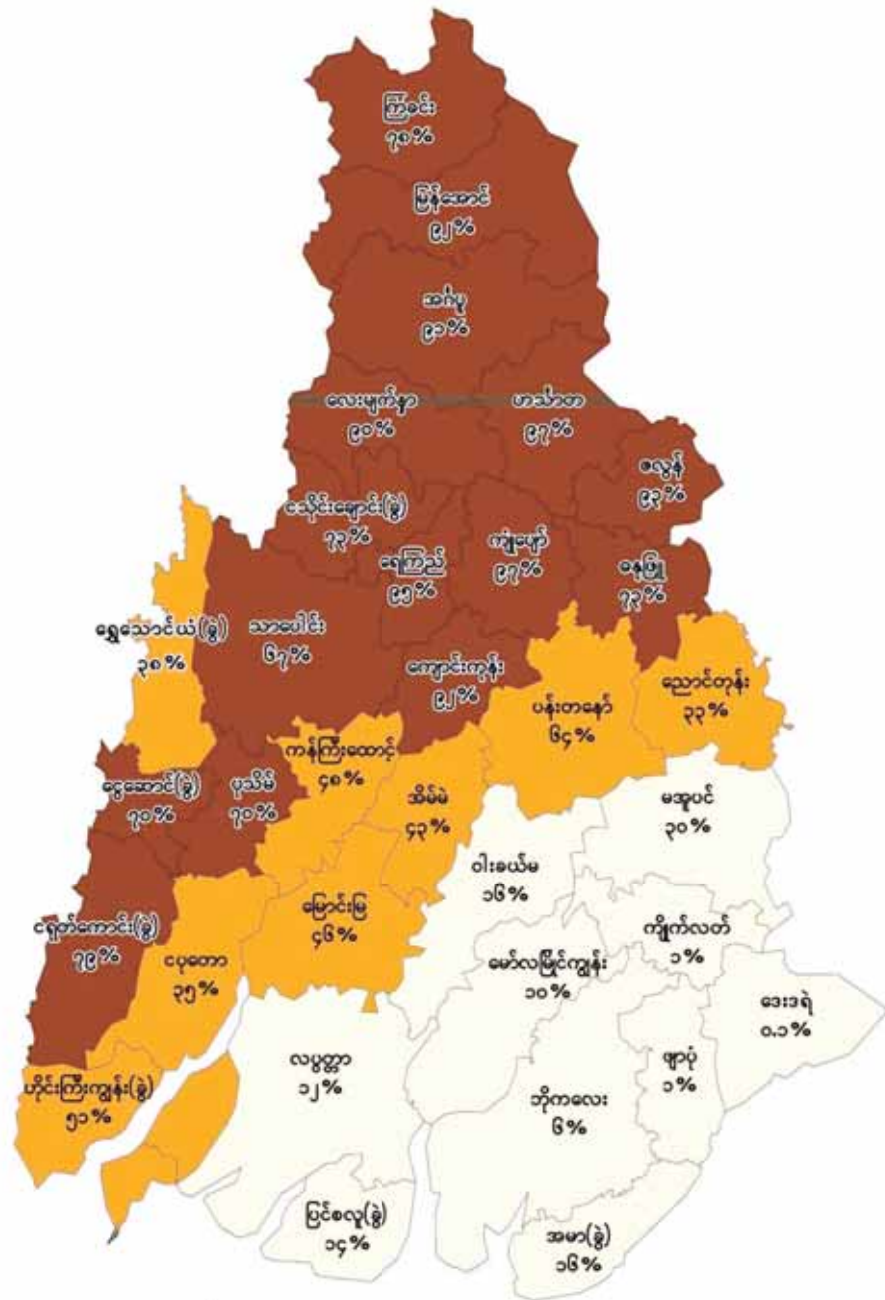 ကြံခင်း
၇၈%
မြန်အောင်
၉၂%
အင်္ဂပူ
၉၁%
လေးမျက်နှာ
၉၀%
ဟင်္သာတ
၉၇%
ဇလွန်
၉၃%
ငသိုင်းချောင်း(ခွဲ)
၇၃%
ရေကြည်
၉၅%
ကျုံပျော်
၉၇%
ဓနုဖြူ
၇၃%
ရွှေသောင်ယံ(ခွဲ)
၃၈%
သာပေါင်း
၆၇%
ကျောင်းကုန်း
၉၂%
ပန်းတနော်
၆၄%
ညောင်တုန်း
၃၃%
ငွေဆောင်(ခွဲ)
၇၀%
ပုသိမ်
၇၀%
ကန်ကြီးထောင့်
၄၈%
အိမ်မဲ
၄၃%
မအူပင်
၃၀%
ဝါးခယ်မ
၁၆%
ငရုတ်ကောင်း(ခွဲ)
၇၉%
ငပုတော
၃၅%
မြောင်းမြ
၄၆%
မော်လမြိုင်ကျွန်း
၁၀%
ကျိုက်လတ်
၁%
ဒေးဒရဲ
၀.၁%
ဟိုင်းကြီးကျွန်း(ခွဲ)
၅၁%
လပွတ္တာ
၁၂%
ဘိုကလေး
၆%
ဖျာပုံ
၁%
ပြင်စလူ(ခွဲ)
၁၄%
အမာ(ခွဲ)
၁၆%